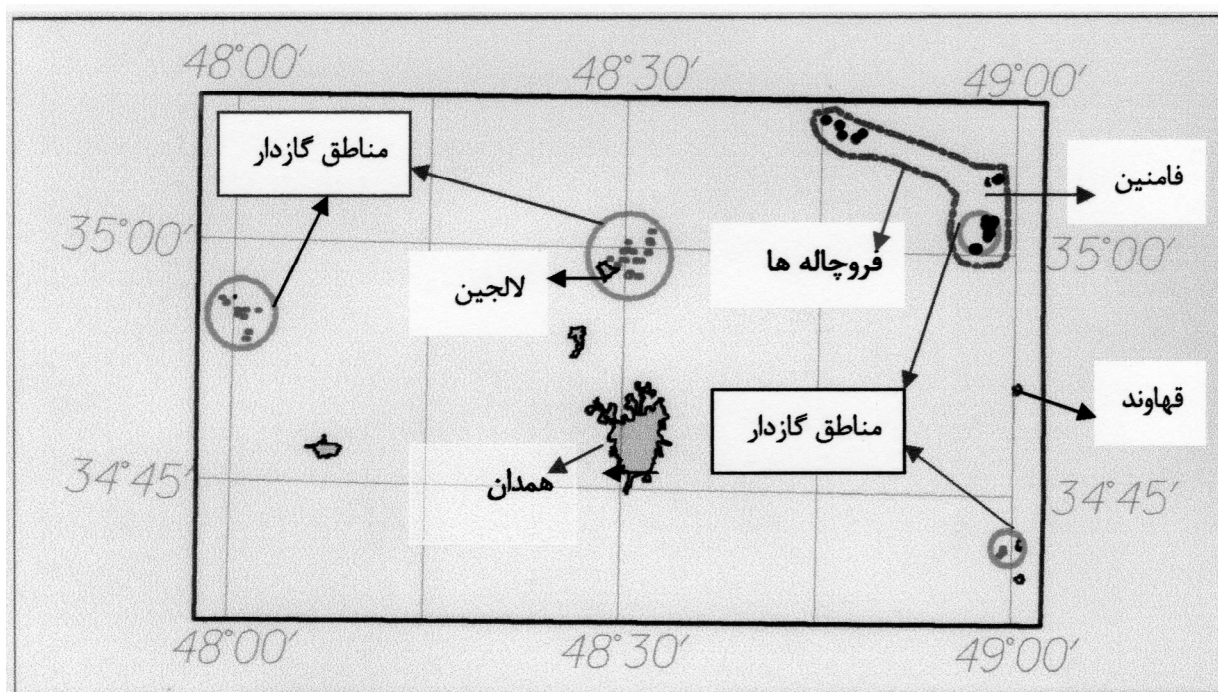 48°00′
48°30′
49°00′
مناطق گازدار
فامنین
35°00′
فروچاله ها
35°00′
لالجین
مناطق گازدار
قهاوند
34°45′
همدان
34°45′
48°00′
48°30′
49°00′